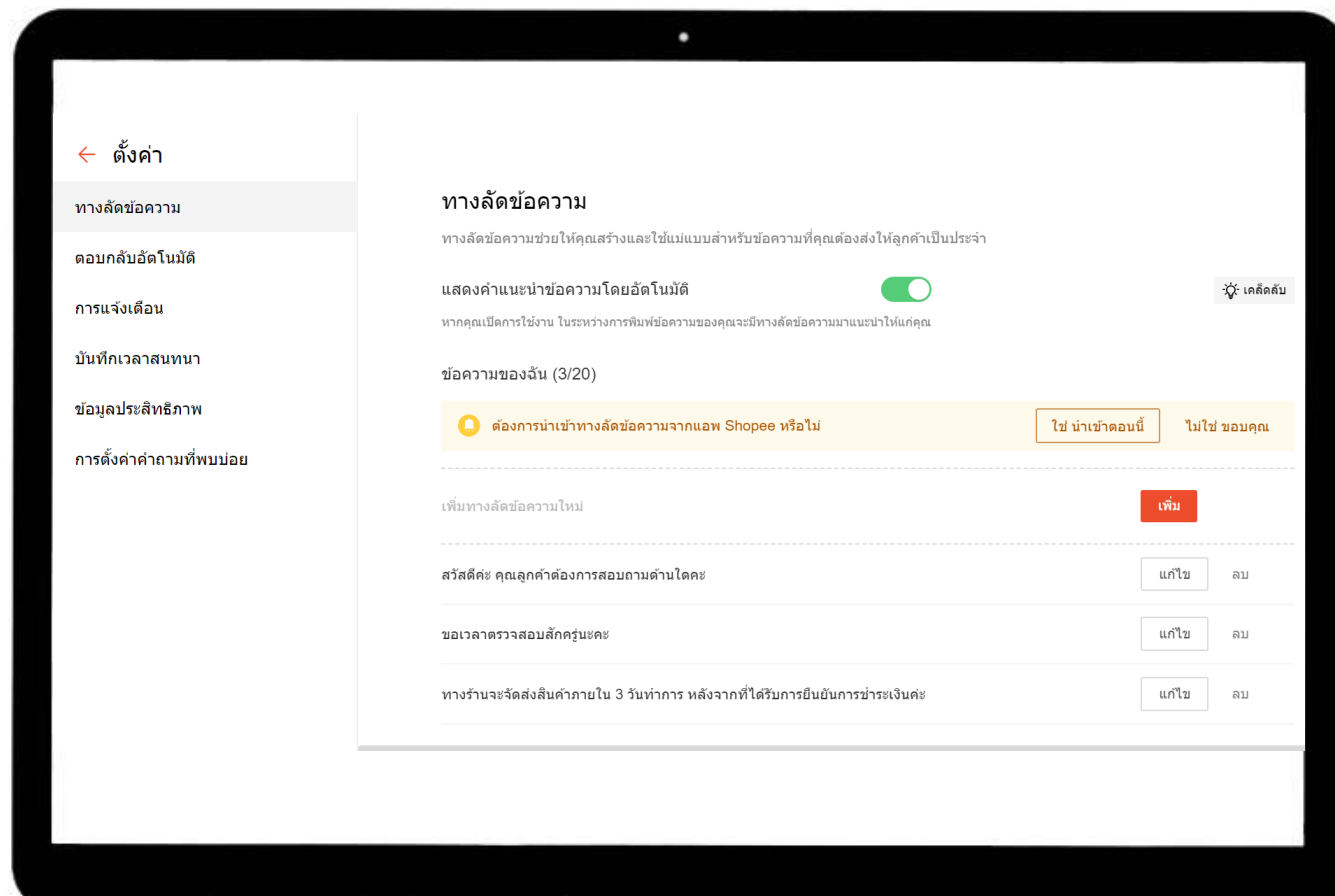 ตั้งค่า
ทางลัดข้อความ
ตอบกลับอัตโนมัติ
การแจ้งเตือน
บันทึกเวลาสนทนา
ข้อมูลประสิทธิภาพ
การตั้งค่าคำถามที่พบบ่อย
ทางลัดข้อความ
ทางลัดข้อความช่วยให้คุณสร้างและใช้แม่แบบสำหรับข้อความที่คุณต้องส่งให้ลูกค้าเป็นประจำ
แสดงคำแนะนำข้อความโดยอัตโนมัติ
เคล็ดลับ
หากคุณเปิดการใช้งาน ในระหว่างการพิมพ์ข้อความของคุณจะมีทางลัดข้อความมาแนะนำให้แก่คุณ
ข้อความของฉัน (3/20)
ต้องการนำเข้าทางลัดข้อความจากแอพ Shopee หรือไม่ ใช่ นำเข้าตอนนี้ ไม่ใช่ ขอบคุณ
เพิ่มทางลัดข้อความใหม่ เพิ่ม
สวัสดีค่ะ คุณลูกค้าต้องการสอบถามด้านใดคะ แก้ไข ลบ
ขอเวลาตรวจสอบสักครู่นะคะ แก้ไข ลบ
ทางร้านจะจัดส่งสินค้าภายใน 3 วันทำการ หลังจากที่ได้รับการยืนยันการชำระเงินค่ะ แก้ไข ลบ